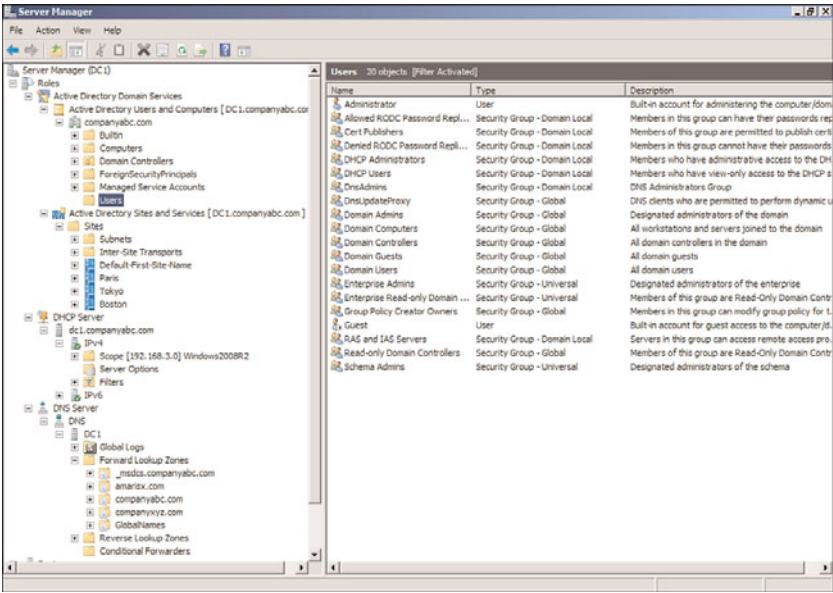 Server Manager
File Action View Help
Server Manager (DC1)
Roles
Active Directory Domain Services
Active Directory Users and Computers [ DC1.companyabc.cor
companyabc.com
Builtin
Computers
Domain Controllers
ForeignSecurityPrincipals
Managed Service Accounts
Users
Active Directory Sites and Services [ DC1.companyabc.com ]
Sites
Subnets
Inter-Site Transports
Default-First-Site-Name
Paris
Tokyo
Boston
DHCP Server
dc1.companyabc.com
IPv4
Scope [192.168.3.0] Windows2008R2
Server Options
Filters
IPv6
DNS Server
DNS
DC1
Global Logs
Forward Lookup Zones
_msdcs.companyabc.com
amarisx.com
companyabc.com
companyxyz.com
GlobalNames
Reverse Lookup Zones
Conditional Forwarders
Users 20 objects [Filter Activated]
Name Type Description
Administrator User Built-in account for administering the computer/dom
Allowed RODC Password Repl... Security Group - Domain Local Members in this group can have their passwords rep
Cert Publishers Security Group - Domain Local Members of this group are permitted to publish certi
Denied RODC Password Repli... Security Group - Domain Local Members in this group cannot have their passwords
DHCP Administrators Security Group - Domain Local Members who have administrative access to the DH
DHCP Users Security Group - Domain Local Members who have view-only access to the DHCP s
DnsAdmins Security Group - Domain Local DNS Administrators Group
DnsUpdateProxy Security Group - Global DNS clients who are permitted to perform dynamic u
Domain Admins Security Group - Global Designated administrators of the domain
Domain Computers Security Group - Global All workstations and servers joined to the domain
Domain Controllers Security Group - Global All domain controllers in the domain
Domain Guests Security Group - Global All domain guests
Domain Users Security Group - Global All domain users
Enterprise Admins Security Group - Universal Designated administrators of the enterprise
Enterprise Read-only Domain ... Security Group - Universal Members of this group are Read-Only Domain Contr
Group Policy Creator Owners Security Group - Global Members in this group can modify group policy for t.
Guest User Built-in account for guest access to the computer/d.
RAS and IAS Servers Security Group - Domain Local Servers in this group can access remote access pro.
Read-only Domain Controllers Security Group - Global Members of this group are Read-Only Domain Contr
Schema Admins Security Group - Universal Designated administrators of the schema